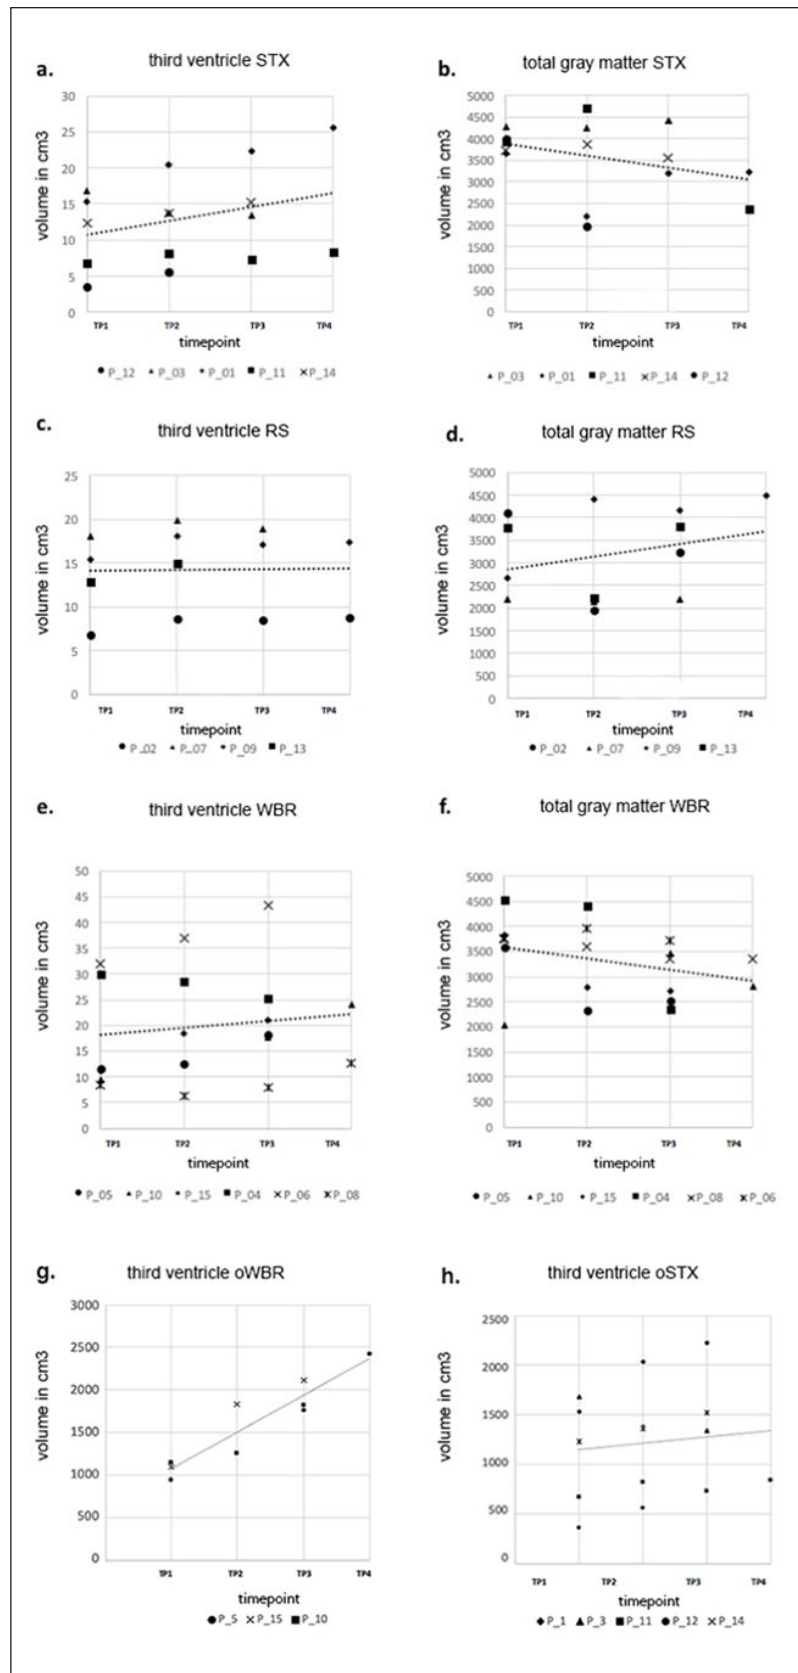 a.
third ventricle STX
volume in cm3
30
25
20
15
10
5
0
TP1 TP2 TP3 TP4
timepoint
P_12 P_03 P_01 P_11 P_14
b.
total gray matter STX
volume in cm3
5000
4500
4000
3500
3000
2500
2000
1500
1000
500
0
TP1 TP2 TP3 TP4
timepoint
P_03 P_01 P_11 P_14 P_12
c.
third ventricle RS
volume in cm3
25
20
15
10
5
0
TP1 TP2 TP3 TP4
timepoint
P_02 P_07 P_09 P_13
d.
total gray matter RS
volume in cm3
5000
4500
4000
3500
3000
2500
2000
1500
1000
500
0
TP1 TP2 TP3 TP4
timepoint
P_02 P_07 P_09 P_13
e.
third ventricle WBR
volume in cm3
50
45
40
35
30
25
20
15
10
5
0
TP1 TP2 TP3 TP4
timepoint
P_05 P_10 P_15 P_04 P_06 P_08
f.
total gray matter WBR
volume in cm3
5000
4500
4000
3500
3000
2500
2000
1500
1000
500
0
TP1 TP2 TP3 TP4
timepoint
P_05 P_10 P_15 P_04 P_08 P_06
g.
third ventricle oWBR
volume in cm3
3000
2500
2000
1500
1000
500
0
TP1 TP2 TP3 TP4
timepoint
P_5 P_15 P_10
h.
third ventricle oSTX
volume in cm3
2500
2000
1500
1000
500
0
TP1 TP2 TP3 TP4
timepoint
P_1 P_3 P_11 P_12 P_14